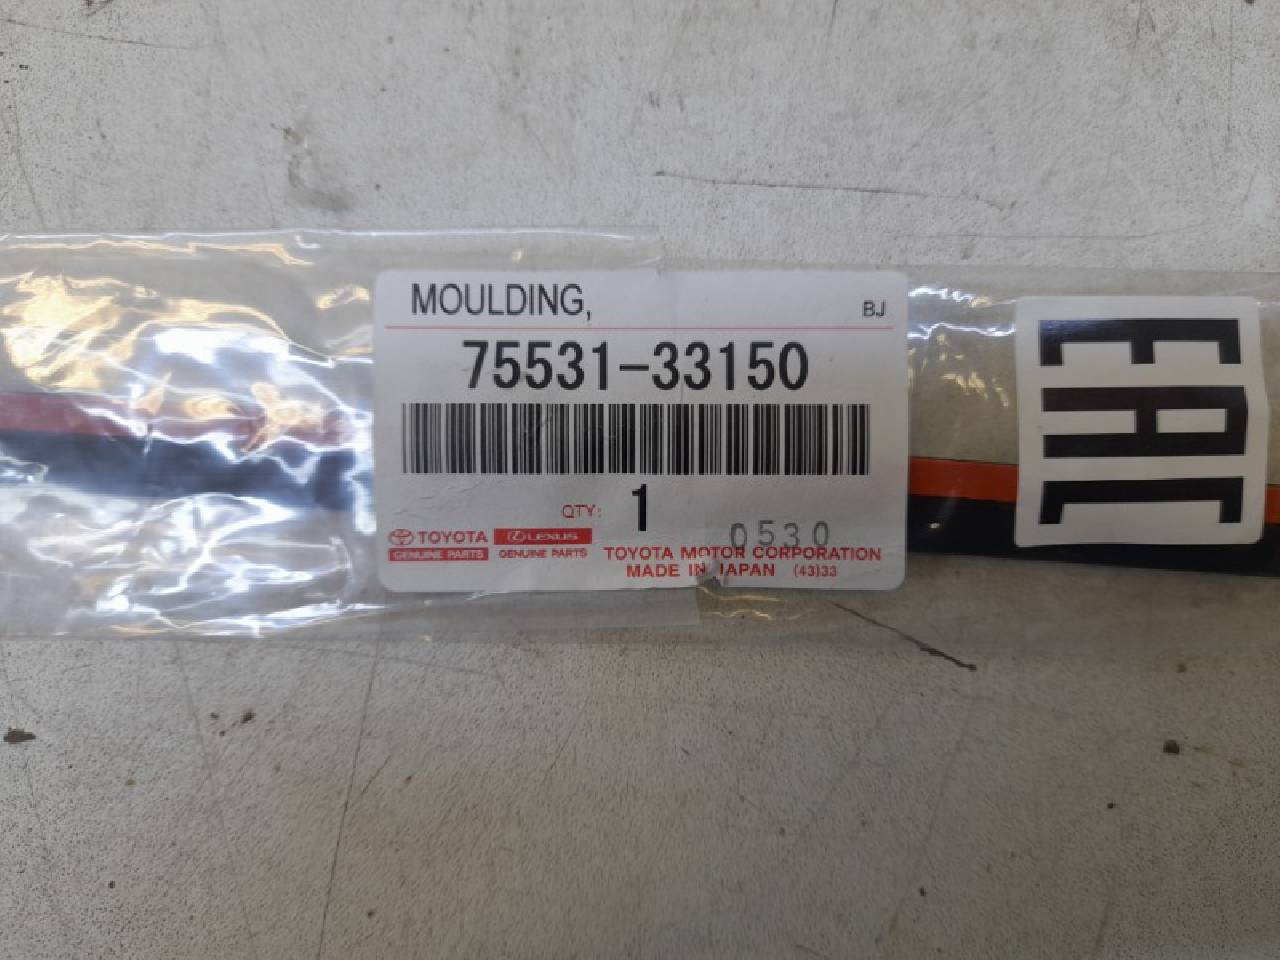 MOULDING,
BJ
75531-33150
QTY: 1
0530
TOYOTA
LEXUS
GENUINE PARTS
GENUINE PARTS
TOYOTA MOTOR CORPORATION
MADE IN JAPAN (43)33
EAC